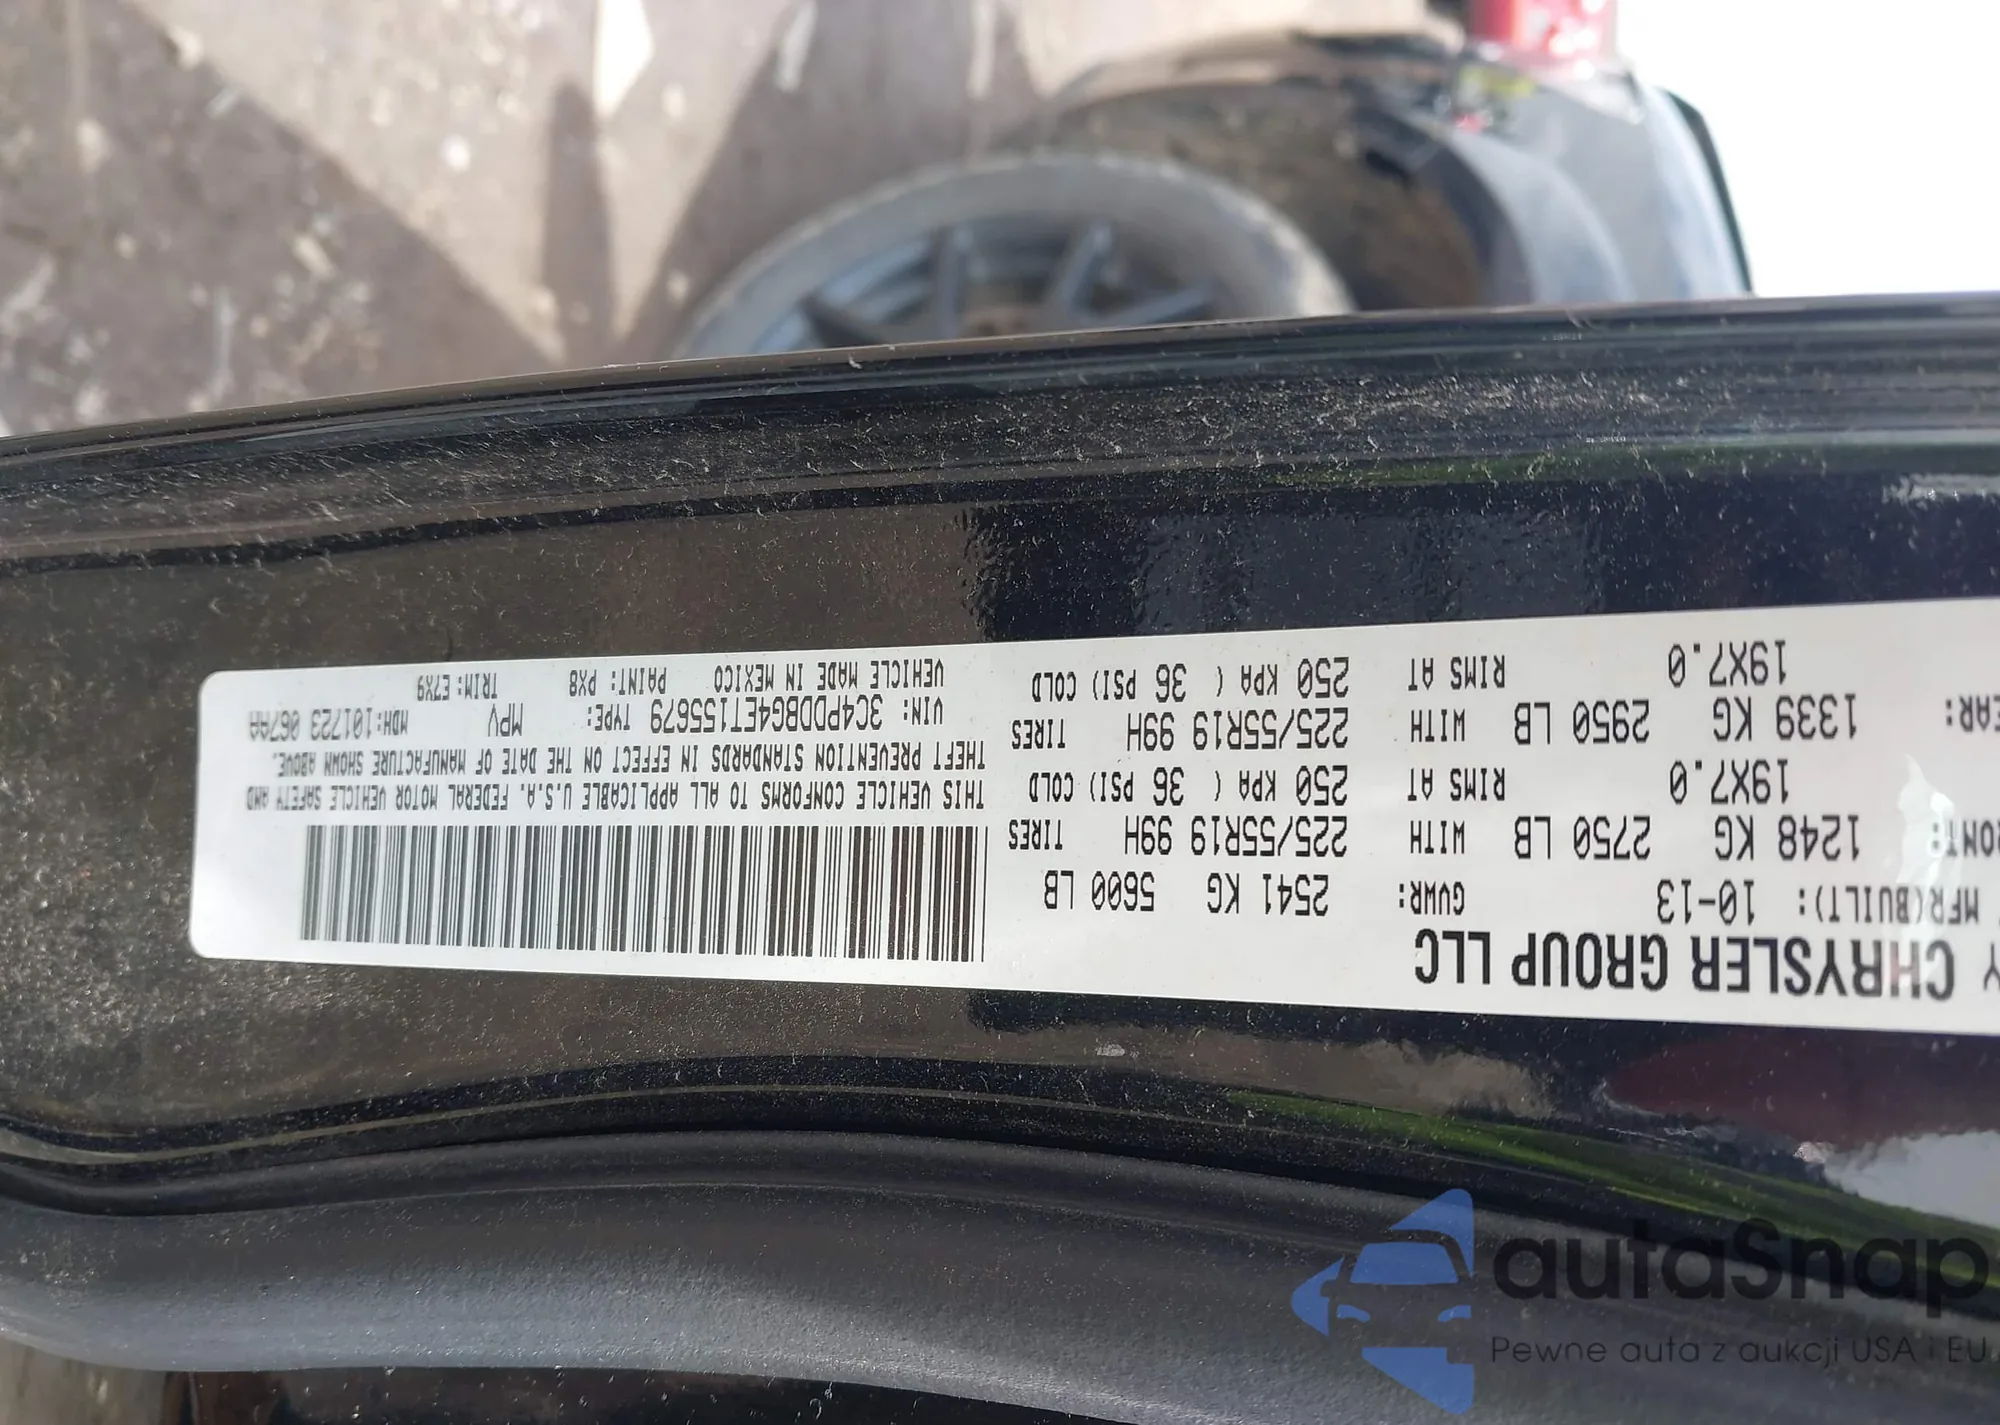 Y CHRYSLER GROUP LLC
MFR(BUILT): 10-13 GVWR: 2541 KG 5600 LB
RONT: 1248 KG 2750 LB WITH 225/55R19 99H TIRES
19X7.0 RIMS AT 250 KPA ( 36 PSI) COLD
EAR: 1339 KG 2950 LB WITH 225/55R19 99H TIRES
19X7.0 RIMS AT 250 KPA ( 36 PSI) COLD
THIS VEHICLE CONFORMS TO ALL APPLICABLE U.S.A. FEDERAL MOTOR VEHICLE SAFETY AND
THEFT PREVENTION STANDARDS IN EFFECT ON THE DATE OF MANUFACTURE SHOWN ABOVE.
VIN: 3C4PDDBG4ET155679 TYPE: MPV MDH:101723 067AA
VEHICLE MADE IN MEXICO PAINT: PX8 TRIM: E7X9
autaSnap
Pewne auta z aukcji USA i EU